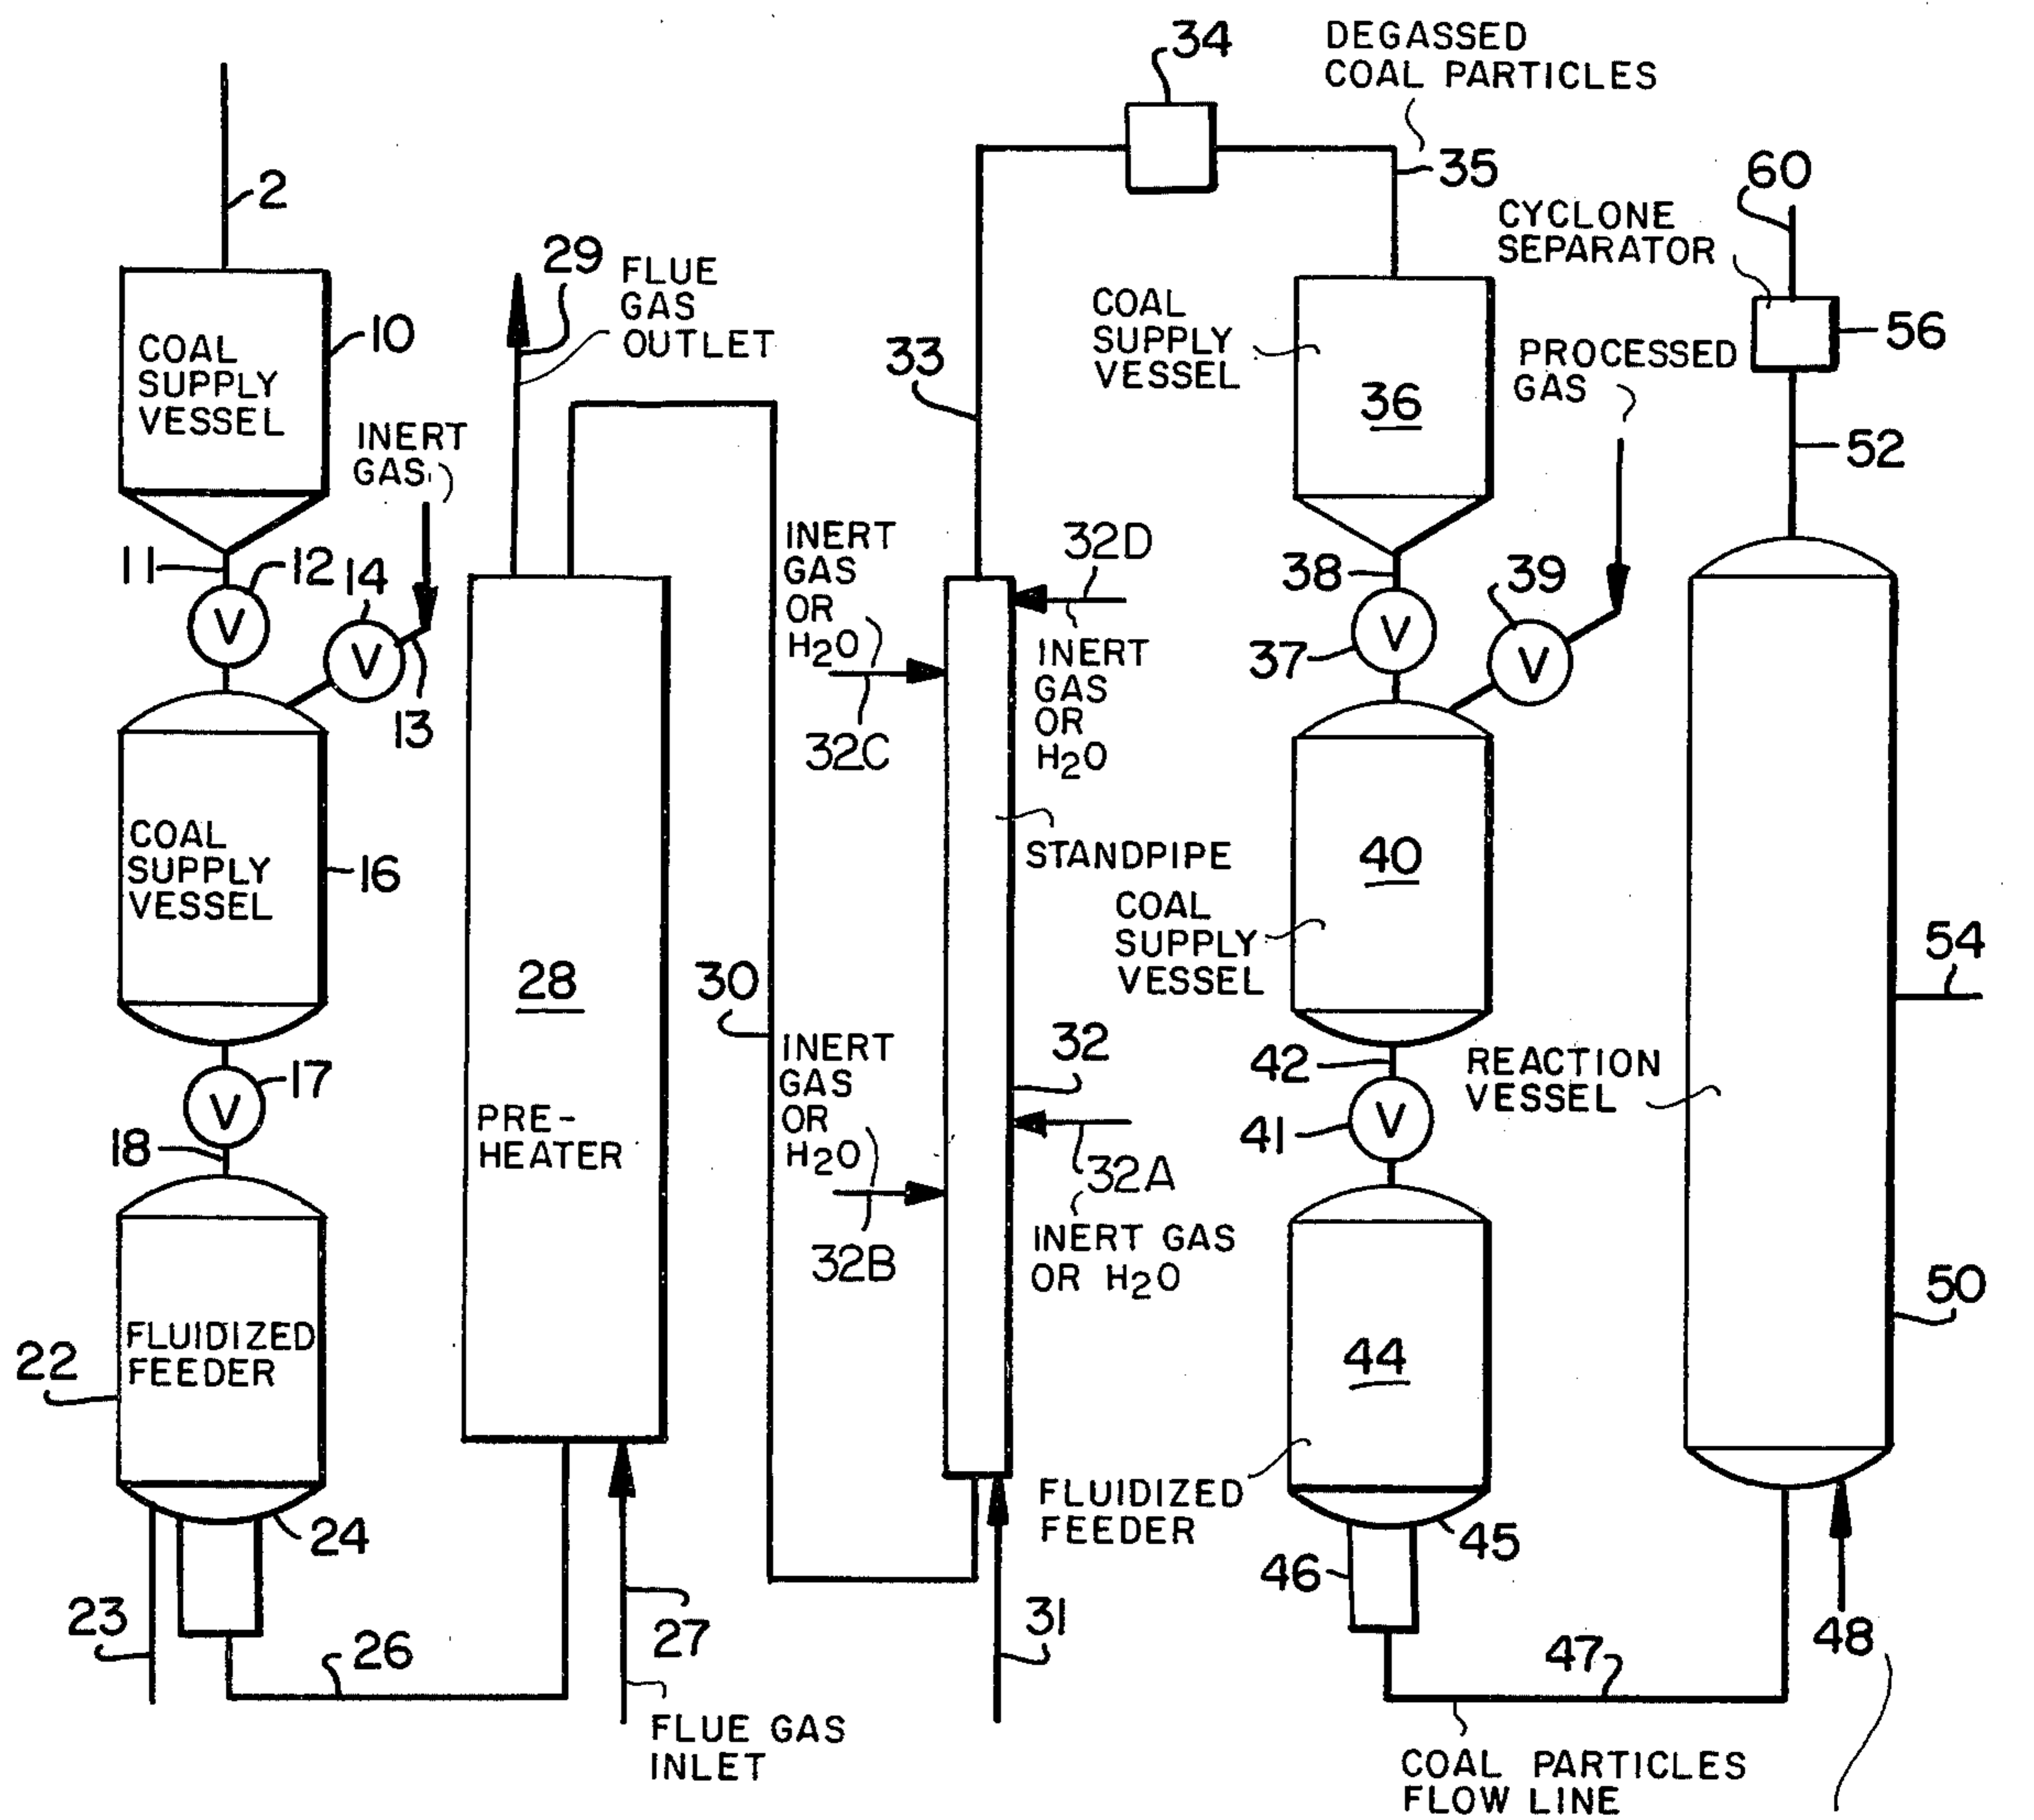 34
DEGASSED
COAL PARTICLES
35
2
60
CYCLONE
SEPARATOR
29
FLUE
GAS
OUTLET
10
COAL
SUPPLY
VESSEL
33
COAL
SUPPLY
VESSEL
36
56
PROCESSED
GAS
52
INERT
GAS
11
12
14
V
V
13
INERT
GAS
OR
H2O
32C
32D
INERT
GAS
OR
H2O
38
37
V
39
V
COAL
SUPPLY
VESSEL
16
STANDPIPE
40
COAL
SUPPLY
VESSEL
28
30
54
17
V
18
PRE-
HEATER
INERT
GAS
OR
H2O
32B
32
32A
INERT GAS
OR H2O
42
41
V
REACTION
VESSEL
50
FLUIDIZED
FEEDER
22
44
24
FLUIDIZED
FEEDER
45
46
23
26
27
31
47
48
FLUE GAS
INLET
COAL PARTICLES
FLOW LINE